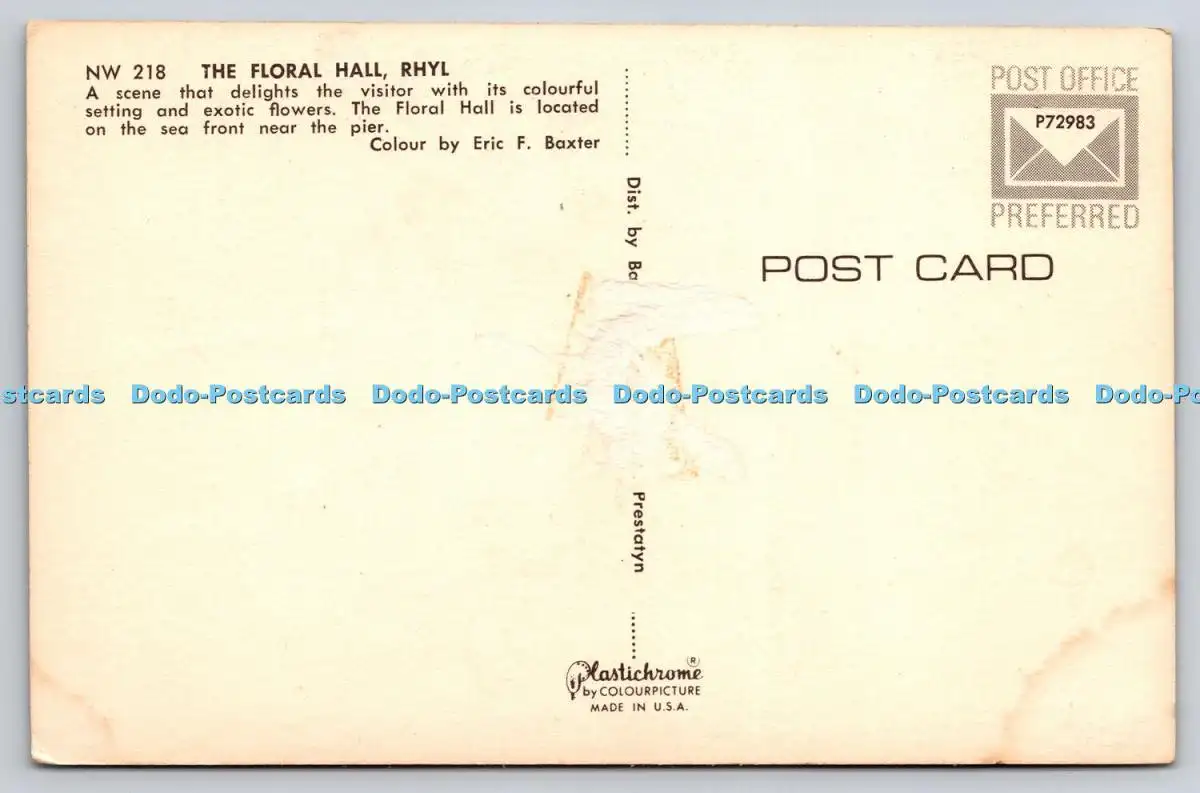 NW 218 THE FLORAL HALL, RHYL
A scene that delights the visitor with its colourful
setting and exotic flowers. The Floral Hall is located
on the sea front near the pier.
Colour by Eric F. Baxter
POST OFFICE
P72983
PREFERRED
POST CARD
Dist. by
Prestatyn
stcards Dodo-Postcards Dodo-Postcards Dodo-Postcards Dodo-Postcards Dodo-Postc
Plastichrome ®
by COLOURPICTURE
MADE IN U.S.A.